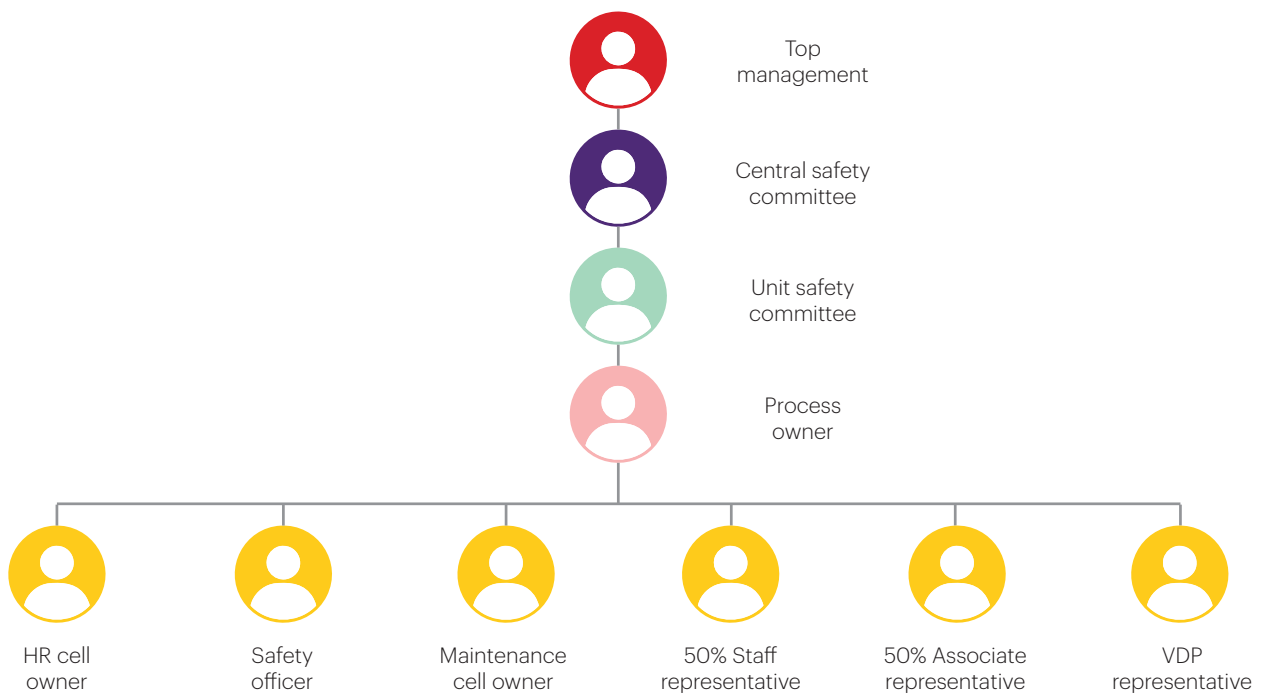 Top
management
Central safety
committee
Unit safety
committee
Process
owner
HR cell
owner
Safety
officer
Maintenance
cell owner
50% Staff
representative
50% Associate
representative
VDP
representative